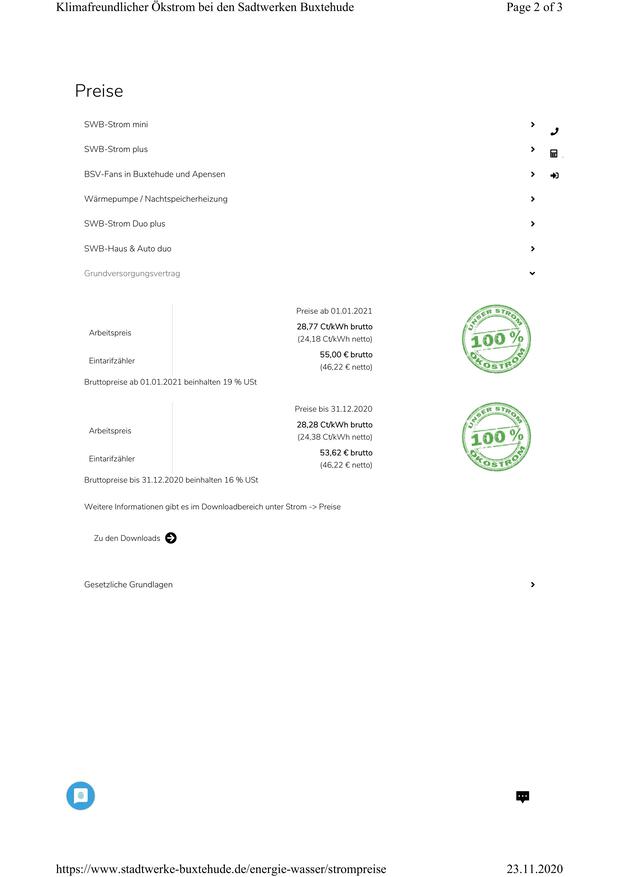 Klimafreundlicher Ökstrom bei den Sadtwerken Buxtehude
Page 2 of 3
Preise
SWB-Strom mini
SWB-Strom plus
BSV-Fans in Buxtehude und Apensen
Wärmepumpe / Nachtspeicherheizung
SWB-Strom Duo plus
SWB-Haus & Auto duo
Grundversorgungsvertrag
Preise ab 01.01.2021
Arbeitspreis
28,77 Ct/kWh brutto
(24,18 Ct/kWh netto)
Eintarifzähler
55,00 € brutto
(46,22 € netto)
UNSER STROM
100 %
ÖKOSTROM
Bruttopreise ab 01.01.2021 beinhalten 19 % USt
Preise bis 31.12.2020
Arbeitspreis
28,28 Ct/kWh brutto
(24,38 Ct/kWh netto)
Eintarifzähler
53,62 € brutto
(46,22 € netto)
UNSER STROM
100 %
ÖKOSTROM
Bruttopreise bis 31.12.2020 beinhalten 16 % USt
Weitere Informationen gibt es im Downloadbereich unter Strom -> Preise
Zu den Downloads
Gesetzliche Grundlagen
https://www.stadtwerke-buxtehude.de/energie-wasser/strompreise
23.11.2020